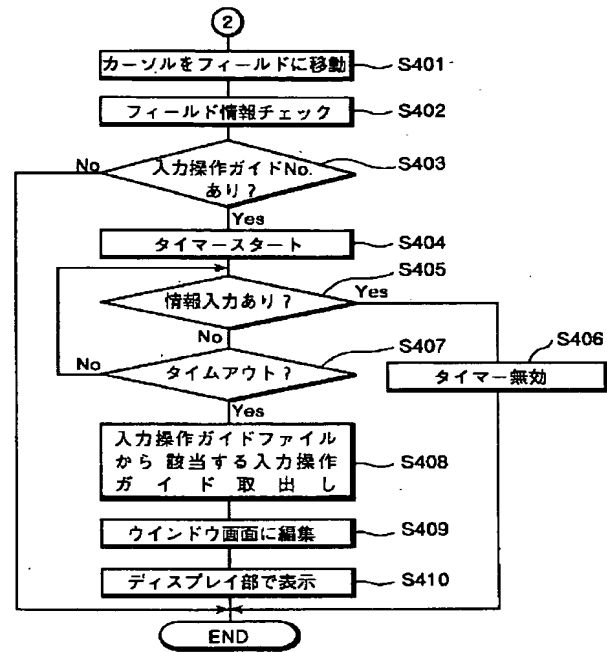 2
カーソルをフィールドに移動
S401
フィールド情報チェック
S402
No
入力操作ガイドNo.
あり?
S403
Yes
タイマースタート
S404
情報入力あり?
S405
Yes
No
S406
タイマー無効
No
タイムアウト?
S407
Yes
入力操作ガイドファイル
から該当する入力操作
ガイド取出し
S408
ウインドウ画面に編集
S409
ディスプレイ部で表示
S410
END